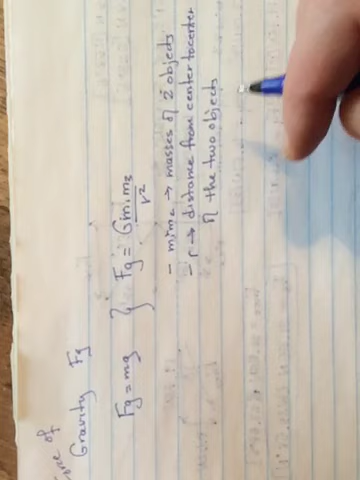 of
Gravity Fg
Fg = mg } Fg = Gm₁m₂/r²
- m₁m₂ → masses of 2 objects
- r → distance from center to center
of the two objects